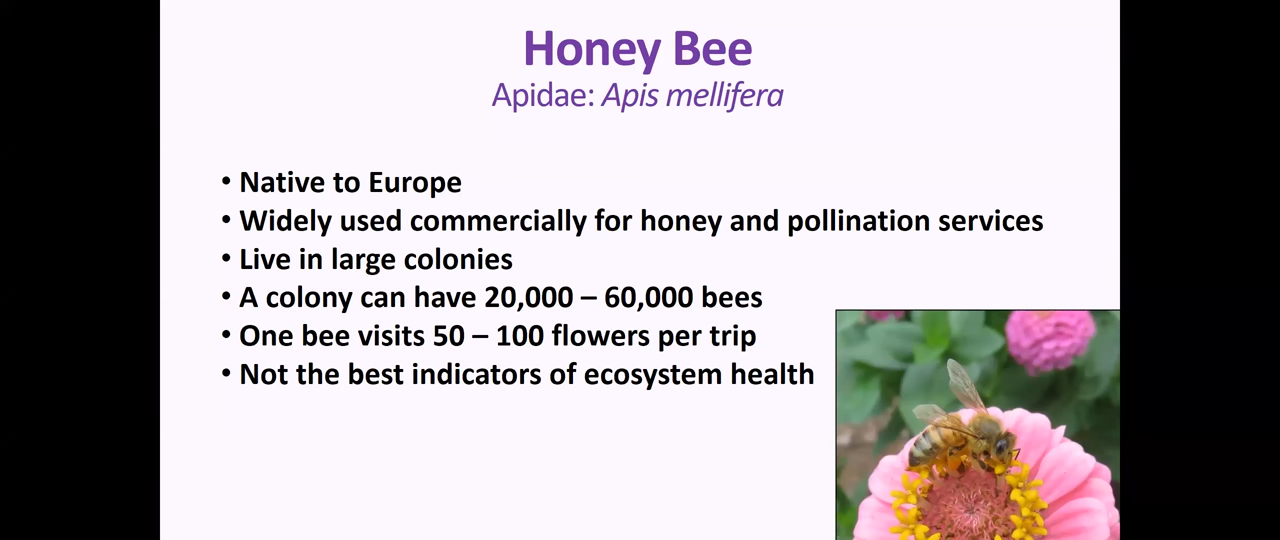 Honey Bee
Apidae: Apis mellifera
• Native to Europe
• Widely used commercially for honey and pollination services
• Live in large colonies
• A colony can have 20,000 – 60,000 bees
• One bee visits 50 – 100 flowers per trip
• Not the best indicators of ecosystem health